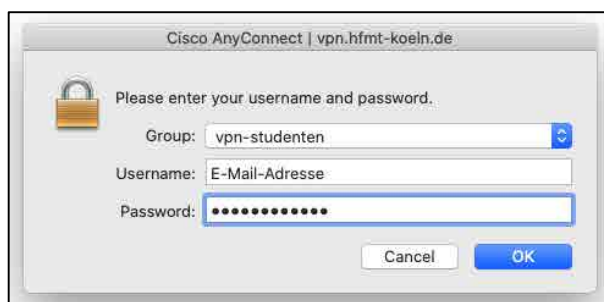 Cisco AnyConnect | vpn.hfmt-koeln.de
Please enter your username and password.
Group: vpn-studenten
Username: E-Mail-Adresse
Password: ••••••••••••
Cancel OK